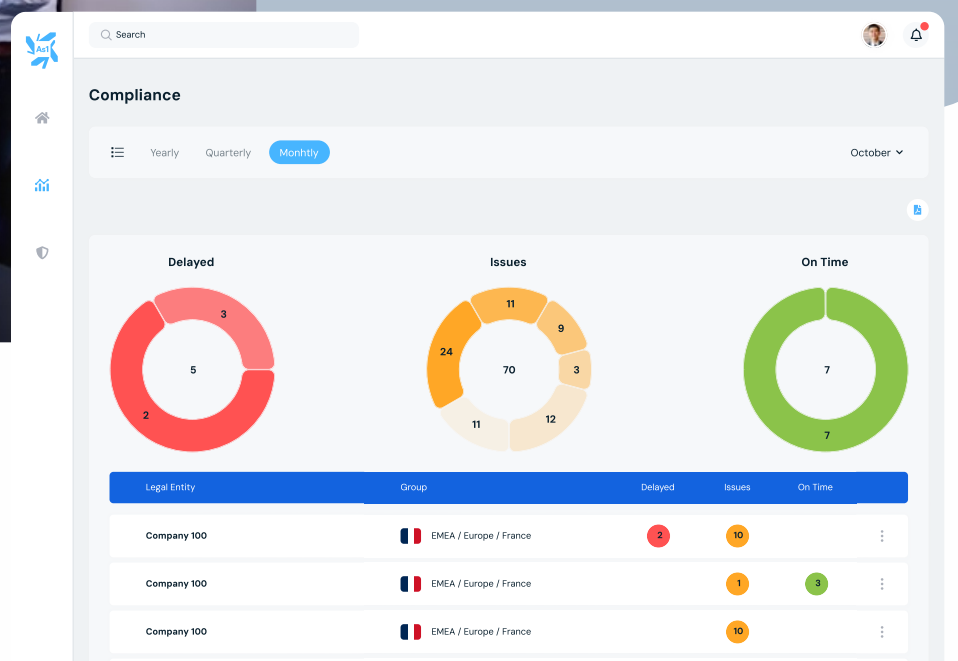 As1
Search
Compliance
Yearly
Quarterly
Monhtly
October
Delayed
Issues
On Time
3
5
2
11
9
24
70
3
12
11
7
7
Legal Entity Group Delayed Issues On Time
Company 100 EMEA / Europe / France 2 10
Company 100 EMEA / Europe / France 1 3
Company 100 EMEA / Europe / France 10